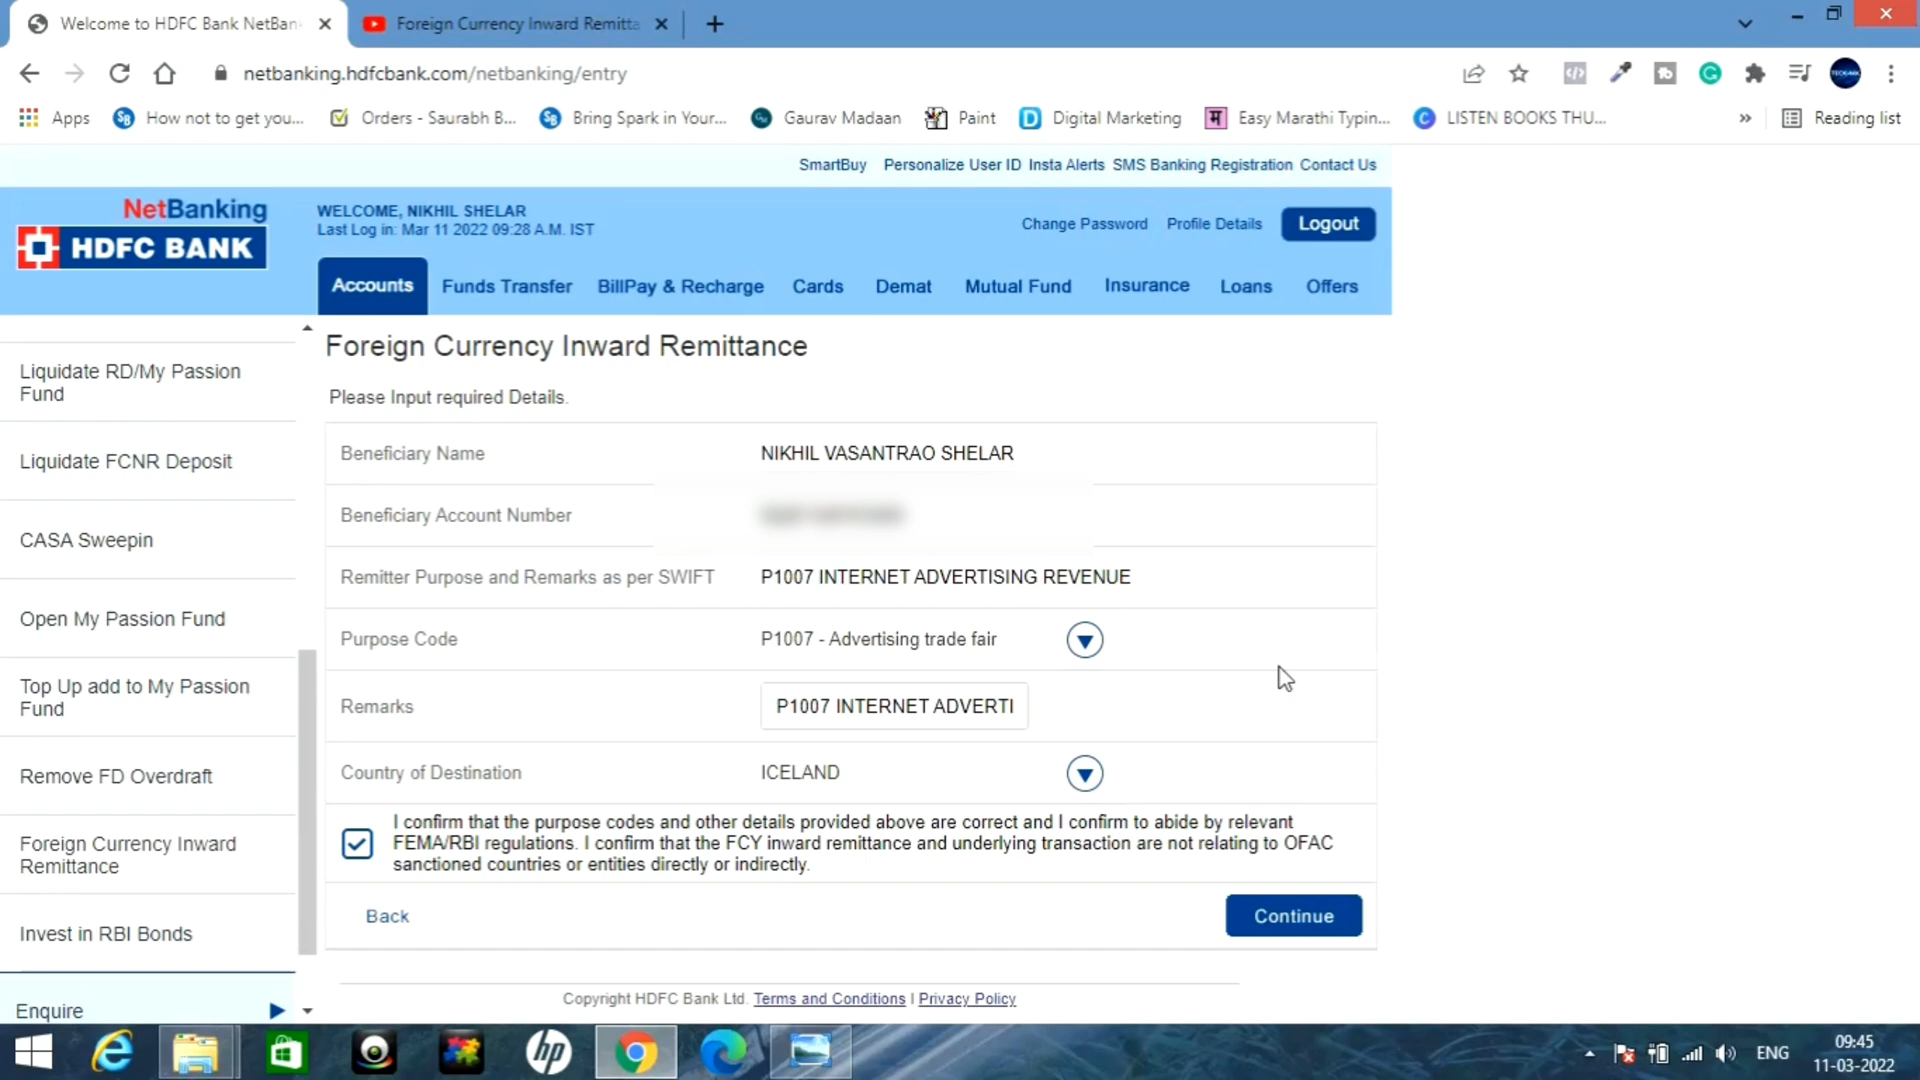 Welcome to HDFC Bank NetBan
Foreign Currency Inward Remitta
netbanking.hdfcbank.com/netbanking/entry
Apps
How not to get you...
Orders - Saurabh B...
Bring Spark in Your...
Gaurav Madaan
Paint
Digital Marketing
Easy Marathi Typin...
LISTEN BOOKS THU...
»
Reading list
SmartBuy Personalize User ID Insta Alerts SMS Banking Registration Contact Us
NetBanking
HDFC BANK
WELCOME, NIKHIL SHELAR
Last Log in: Mar 11 2022 09:28 A.M. IST
Change Password Profile Details Logout
Accounts Funds Transfer BillPay & Recharge Cards Demat Mutual Fund Insurance Loans Offers
Liquidate RD/My Passion
Fund
Liquidate FCNR Deposit
CASA Sweepin
Open My Passion Fund
Top Up add to My Passion
Fund
Remove FD Overdraft
Foreign Currency Inward
Remittance
Invest in RBI Bonds
Enquire
Foreign Currency Inward Remittance
Please Input required Details.
Beneficiary Name NIKHIL VASANTRAO SHELAR
Beneficiary Account Number
Remitter Purpose and Remarks as per SWIFT P1007 INTERNET ADVERTISING REVENUE
Purpose Code P1007 - Advertising trade fair
Remarks P1007 INTERNET ADVERTI
Country of Destination ICELAND
I confirm that the purpose codes and other details provided above are correct and I confirm to abide by relevant
FEMA/RBI regulations. I confirm that the FCY inward remittance and underlying transaction are not relating to OFAC
sanctioned countries or entities directly or indirectly.
Back Continue
Copyright HDFC Bank Ltd. Terms and Conditions | Privacy Policy
hp
ENG
09:45
11-03-2022